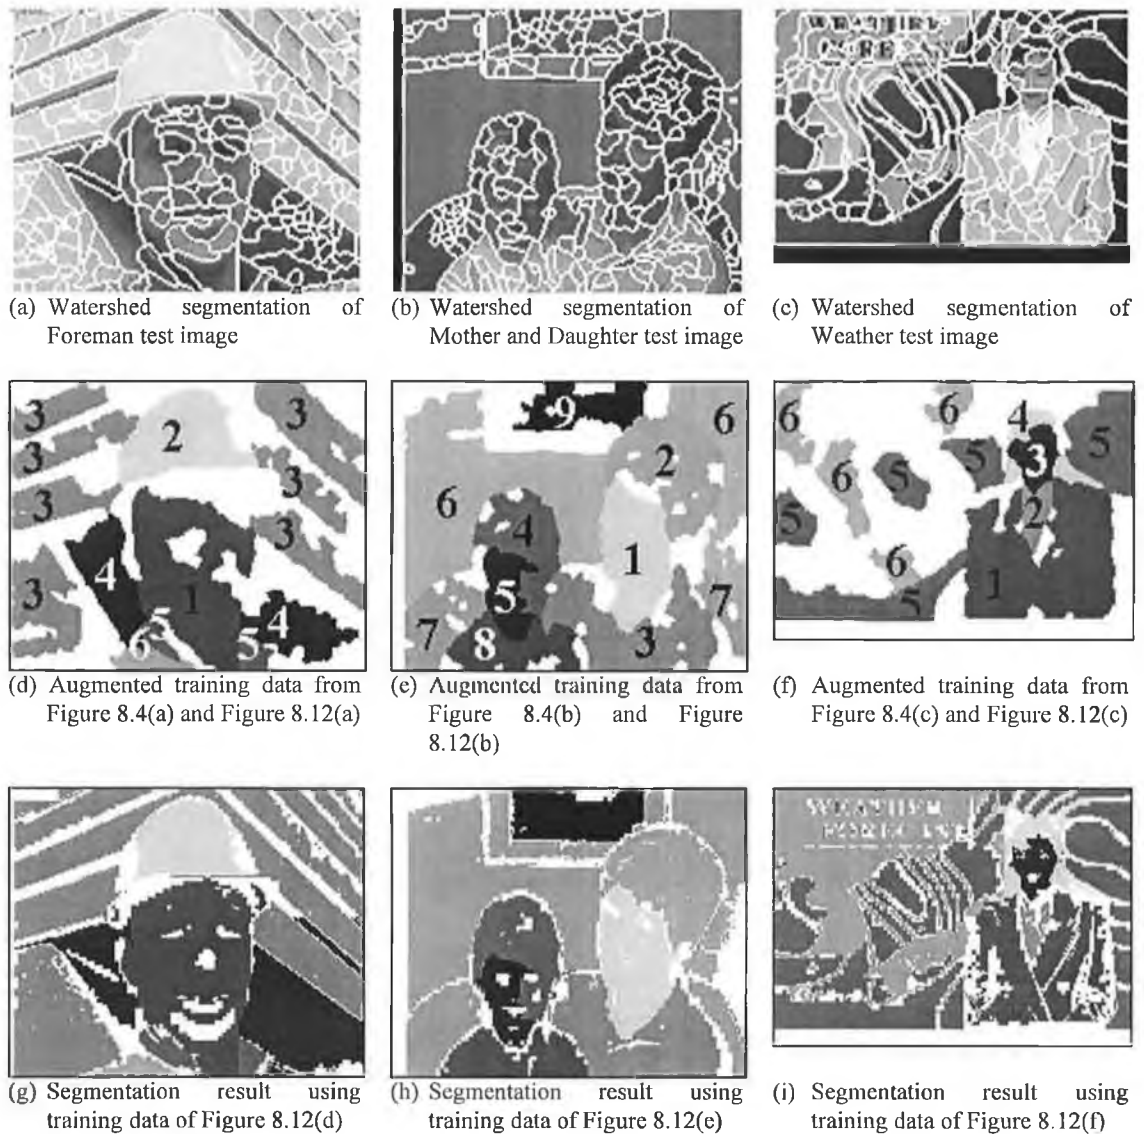 WEATHER
FORECAST
(a) Watershed segmentation of
Foreman test image
(b) Watershed segmentation of
Mother and Daughter test image
(c) Watershed segmentation of
Weather test image
3
3
3
3
2
3
3
3
4
1
5
6
5
4
9
6
2
6
4
1
5
7
8
3
7
6
6
4
5
3
5
5
6
5
2
6
5
1
(d) Augmented training data from
Figure 8.4(a) and Figure 8.12(a)
(e) Augmented training data from
Figure 8.4(b) and Figure
8.12(b)
(f) Augmented training data from
Figure 8.4(c) and Figure 8.12(c)
WEATHER
FORECAST
(g) Segmentation result using
training data of Figure 8.12(d)
(h) Segmentation result using
training data of Figure 8.12(e)
(i) Segmentation result using
training data of Figure 8.12(f)